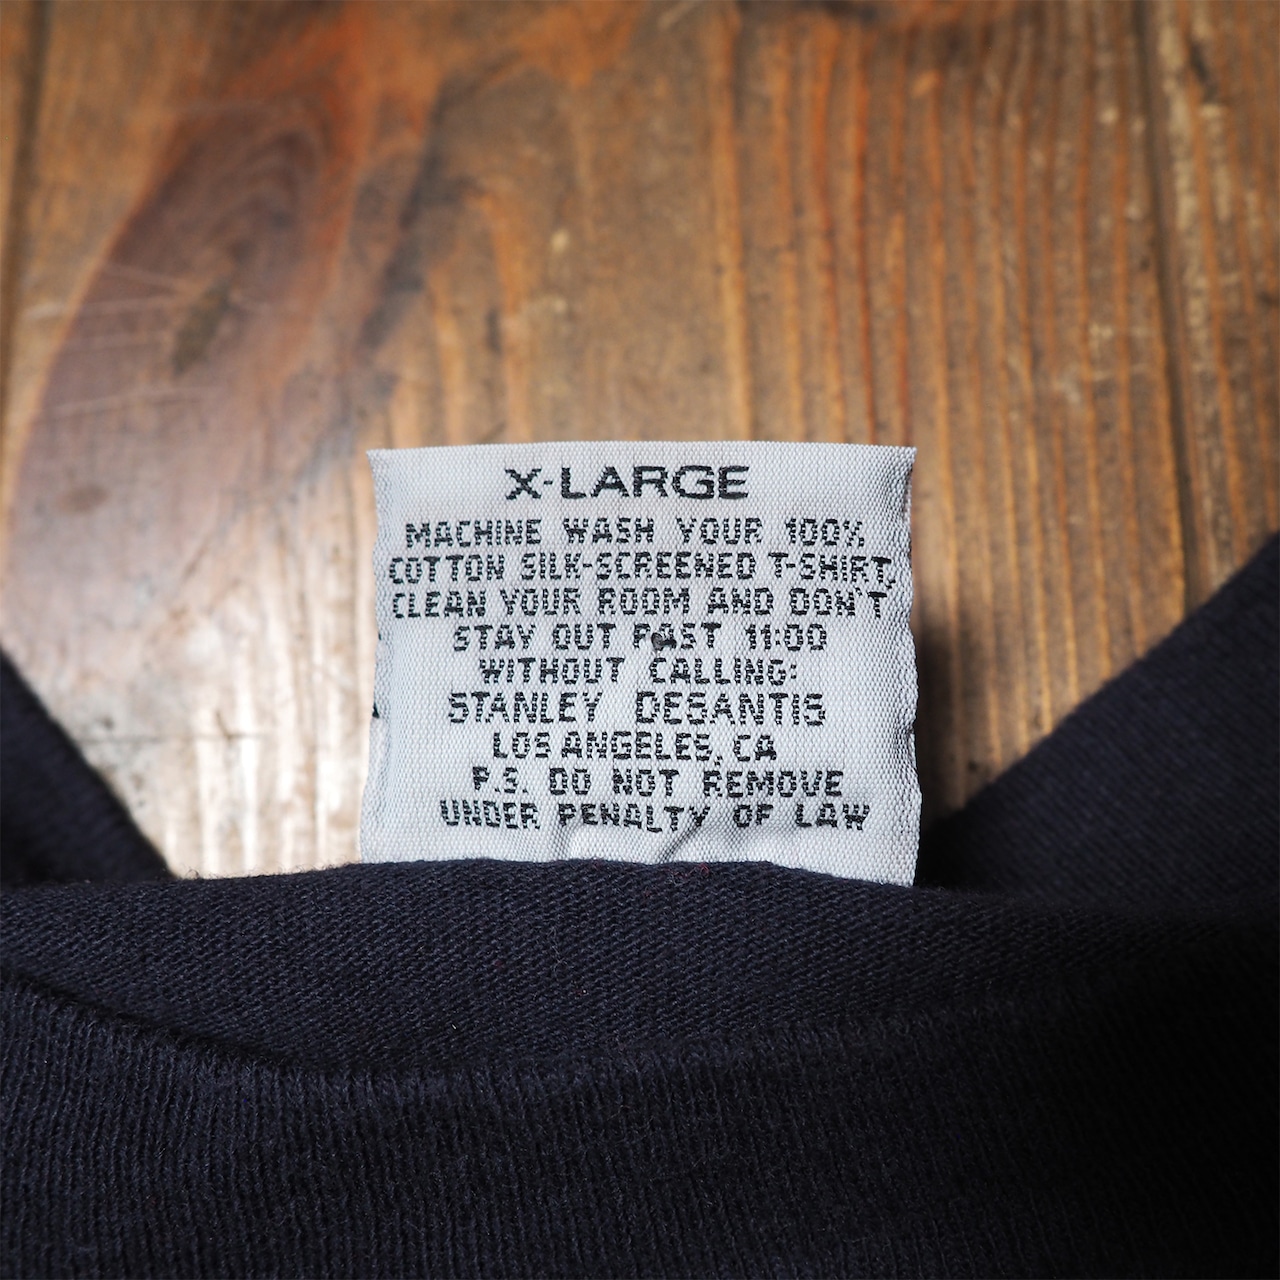 X-LARGE
MACHINE WASH YOUR 100%
COTTON SILK-SCREENED T-SHIRT,
CLEAN YOUR ROOM AND DON'T
STAY OUT PAST 11:00
WITHOUT CALLING:
STANLEY DESANTIS
LOS ANGELES, CA
P.S. DO NOT REMOVE
UNDER PENALTY OF LAW